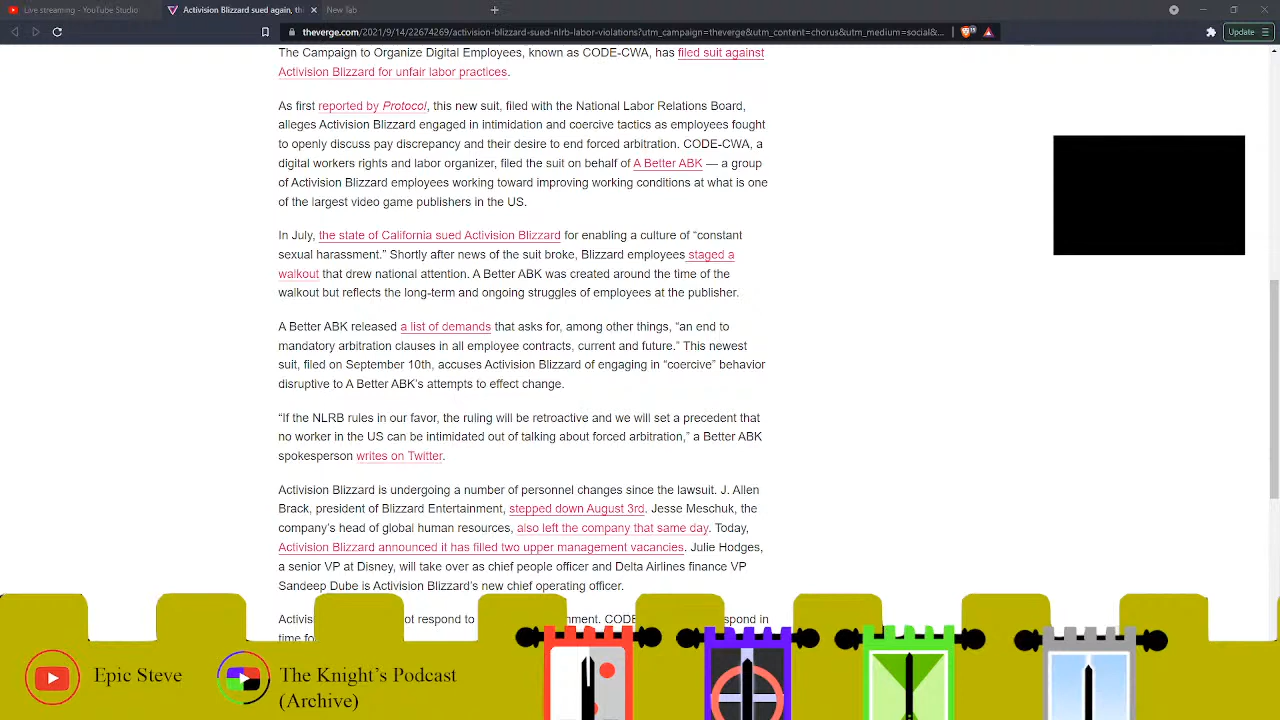 Live streaming - YouTube Studio
Activision Blizzard sued again, th
New Tab
theverge.com/2021/9/14/22674269/activision-blizzard-sued-nlrb-labor-violations?utm_campaign=theverge&utm_content=chorus&utm_medium=social&...
Update
The Campaign to Organize Digital Employees, known as CODE-CWA, has filed suit against
Activision Blizzard for unfair labor practices.
As first reported by Protocol, this new suit, filed with the National Labor Relations Board,
alleges Activision Blizzard engaged in intimidation and coercive tactics as employees fought
to openly discuss pay discrepancy and their desire to end forced arbitration. CODE-CWA, a
digital workers rights and labor organizer, filed the suit on behalf of A Better ABK — a group
of Activision Blizzard employees working toward improving working conditions at what is one
of the largest video game publishers in the US.
In July, the state of California sued Activision Blizzard for enabling a culture of “constant
sexual harassment.” Shortly after news of the suit broke, Blizzard employees staged a
walkout that drew national attention. A Better ABK was created around the time of the
walkout but reflects the long-term and ongoing struggles of employees at the publisher.
A Better ABK released a list of demands that asks for, among other things, “an end to
mandatory arbitration clauses in all employee contracts, current and future.” This newest
suit, filed on September 10th, accuses Activision Blizzard of engaging in “coercive” behavior
disruptive to A Better ABK’s attempts to effect change.
“If the NLRB rules in our favor, the ruling will be retroactive and we will set a precedent that
no worker in the US can be intimidated out of talking about forced arbitration,” a Better ABK
spokesperson writes on Twitter.
Activision Blizzard is undergoing a number of personnel changes since the lawsuit. J. Allen
Brack, president of Blizzard Entertainment, stepped down August 3rd. Jesse Meschuk, the
company’s head of global human resources, also left the company that same day. Today,
Activision Blizzard announced it has filled two upper management vacancies. Julie Hodges,
a senior VP at Disney, will take over as chief people officer and Delta Airlines finance VP
Sandeep Dube is Activision Blizzard’s new chief operating officer.
Activis ot respond to ment. CODE spond in
time fo
Epic Steve
The Knight’s Podcast
(Archive)